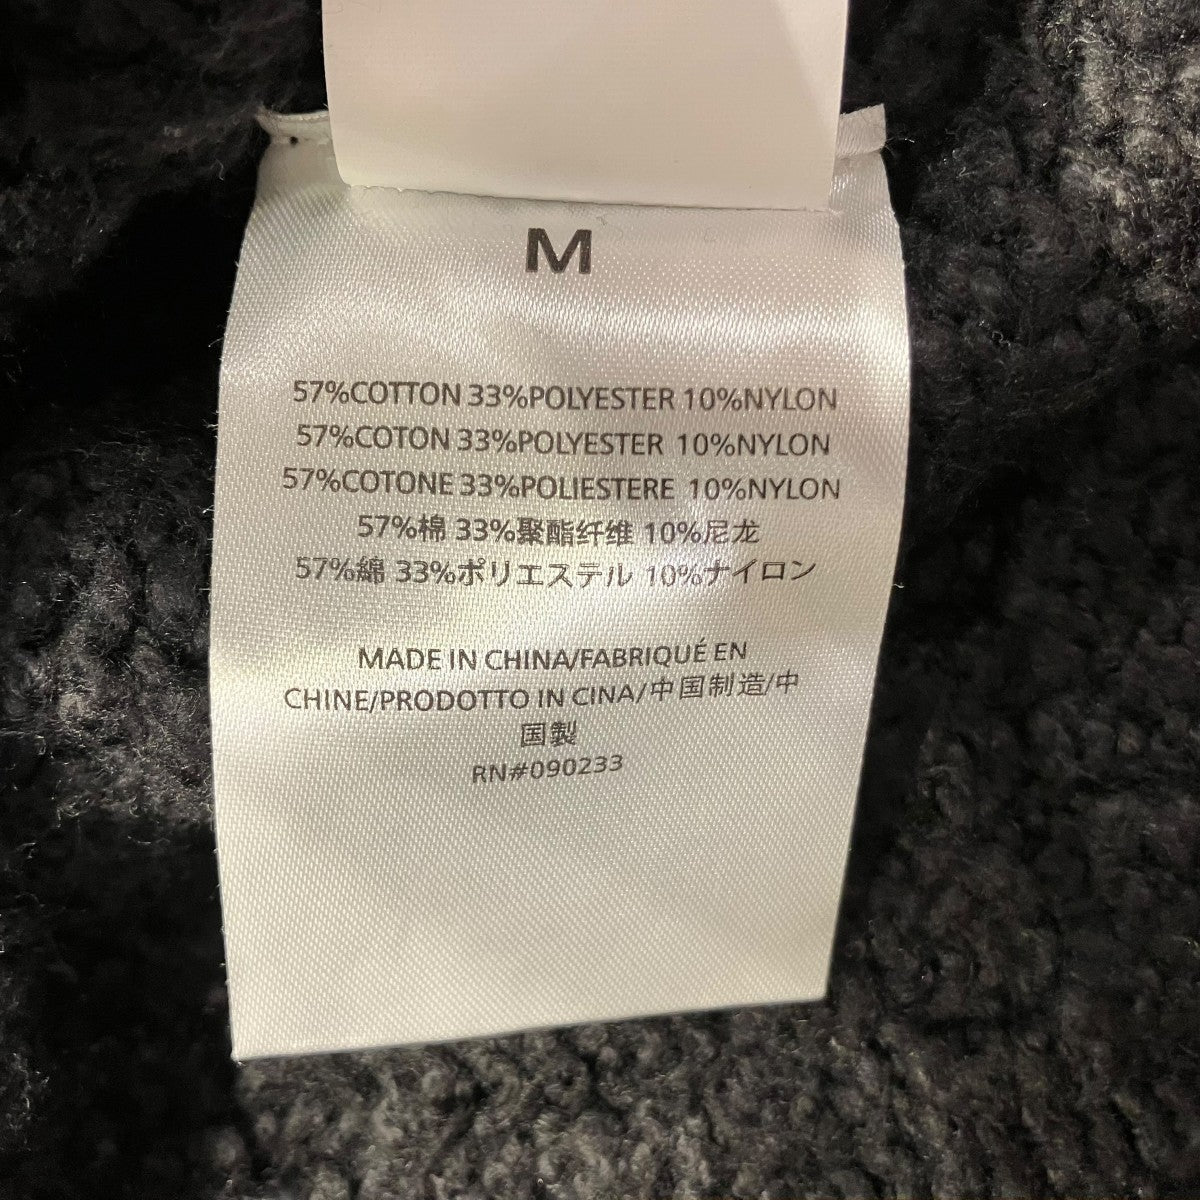 M
57%COTTON 33%POLYESTER 10%NYLON
57%COTON 33%POLYESTER 10%NYLON
57%COTONE 33%POLIESTERE 10%NYLON
57%棉 33%聚酯纤维 10%尼龙
57%綿 33%ポリエステル 10%ナイロン
MADE IN CHINA/FABRIQUÉ EN
CHINE/PRODOTTO IN CINA/中国制造/中
国製
RN#090233